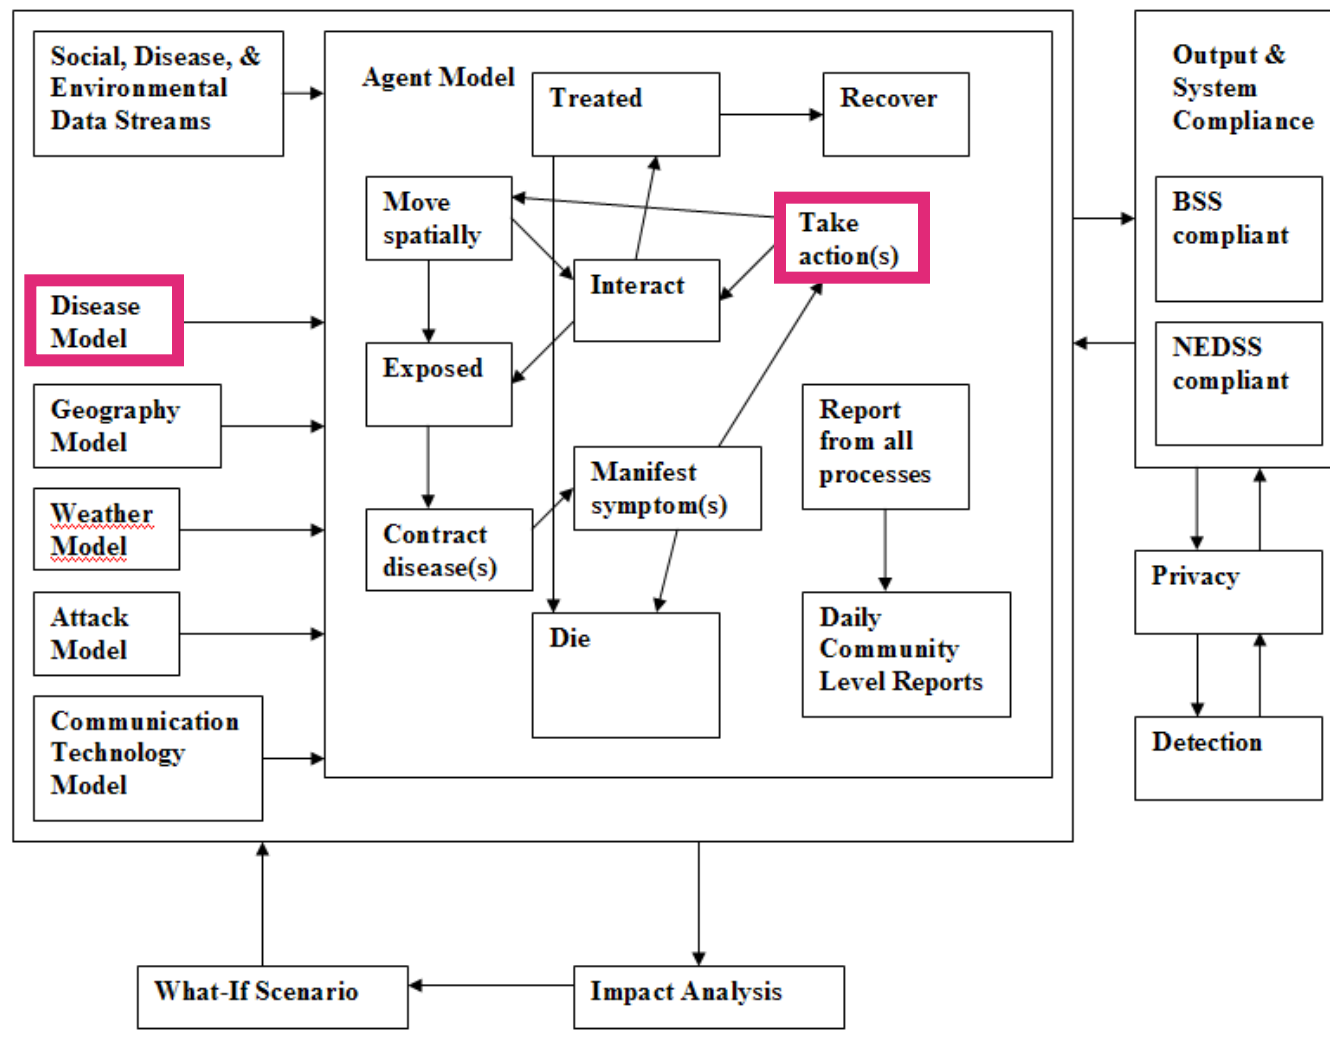 Social, Disease, &
Environmental
Data Streams
Agent Model
Treated
Recover
Output &
System
Compliance
Move
spatially
Take
action(s)
BSS
compliant
Interact
Disease
Model
Exposed
NEDSS
compliant
Geography
Model
Report
from all
processes
Manifest
symptom(s)
Weather
Model
Contract
disease(s)
Privacy
Attack
Model
Die
Daily
Community
Level Reports
Communication
Technology
Model
Detection
What-If Scenario
Impact Analysis